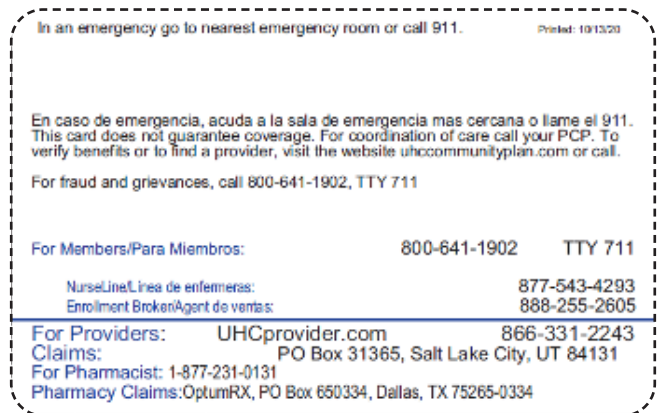 In an emergency go to nearest emergency room or call 911. Printed: 10/13/20
En caso de emergencia, acuda a la sala de emergencia mas cercana o llame el 911.
This card does not guarantee coverage. For coordination of care call your PCP. To
verify benefits or to find a provider, visit the website uhccommunityplan.com or call.
For fraud and grievances, call 800-641-1902, TTY 711
For Members/Para Miembros: 800-641-1902 TTY 711
NurseLine/Línea de enfermeras: 877-543-4293
Enrollment Broker/Agent de ventas: 888-255-2605
For Providers: UHCprovider.com 866-331-2243
Claims: PO Box 31365, Salt Lake City, UT 84131
For Pharmacist: 1-877-231-0131
Pharmacy Claims:OptumRX, PO Box 650334, Dallas, TX 75265-0334